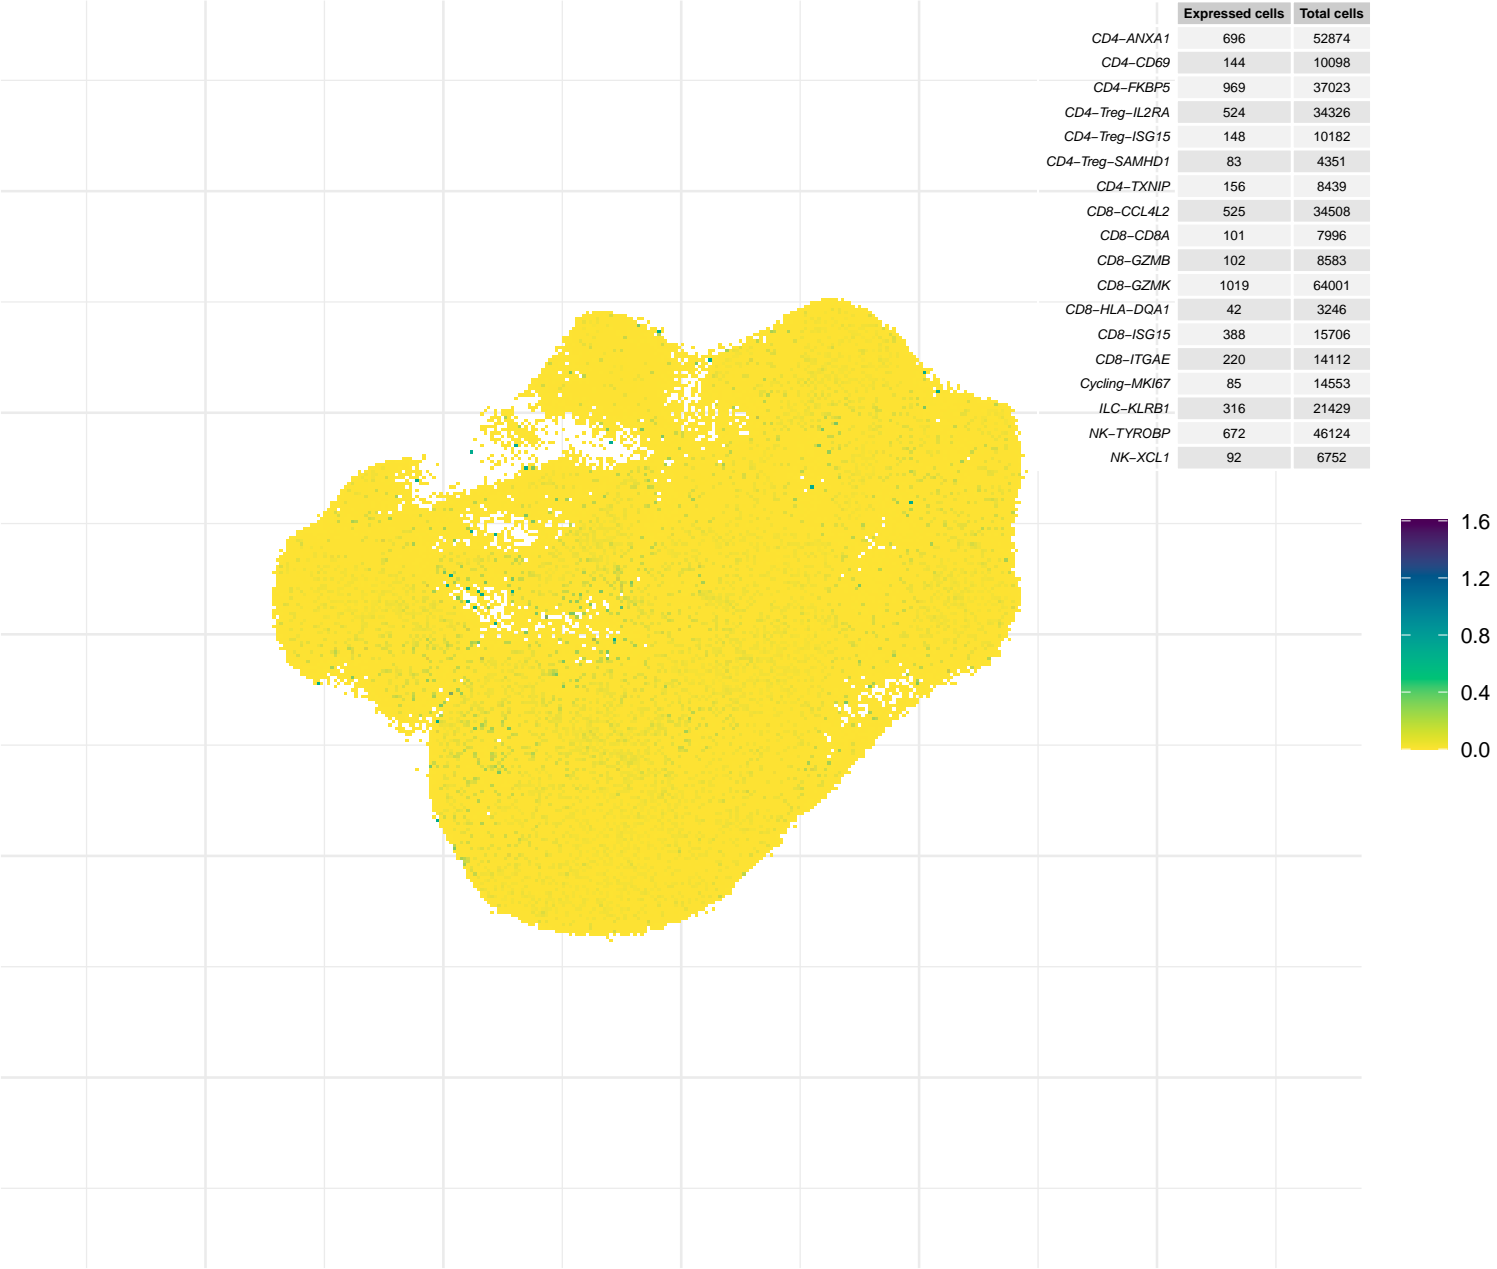 Expressed cells Total cells
CD4−ANXA1 696 52874
CD4−CD69 144 10098
CD4−FKBP5 969 37023
CD4−Treg−IL2RA 524 34326
CD4−Treg−ISG15 148 10182
CD4−Treg−SAMHD1 83 4351
CD4−TXNIP 156 8439
CD8−CCL4L2 525 34508
CD8−CD8A 101 7996
CD8−GZMB 102 8583
CD8−GZMK 1019 64001
CD8−HLA−DQA1 42 3246
CD8−ISG15 388 15706
CD8−ITGAE 220 14112
Cycling−MKI67 85 14553
ILC−KLRB1 316 21429
NK−TYROBP 672 46124
NK−XCL1 92 6752
1.6
1.2
0.8
0.4
0.0